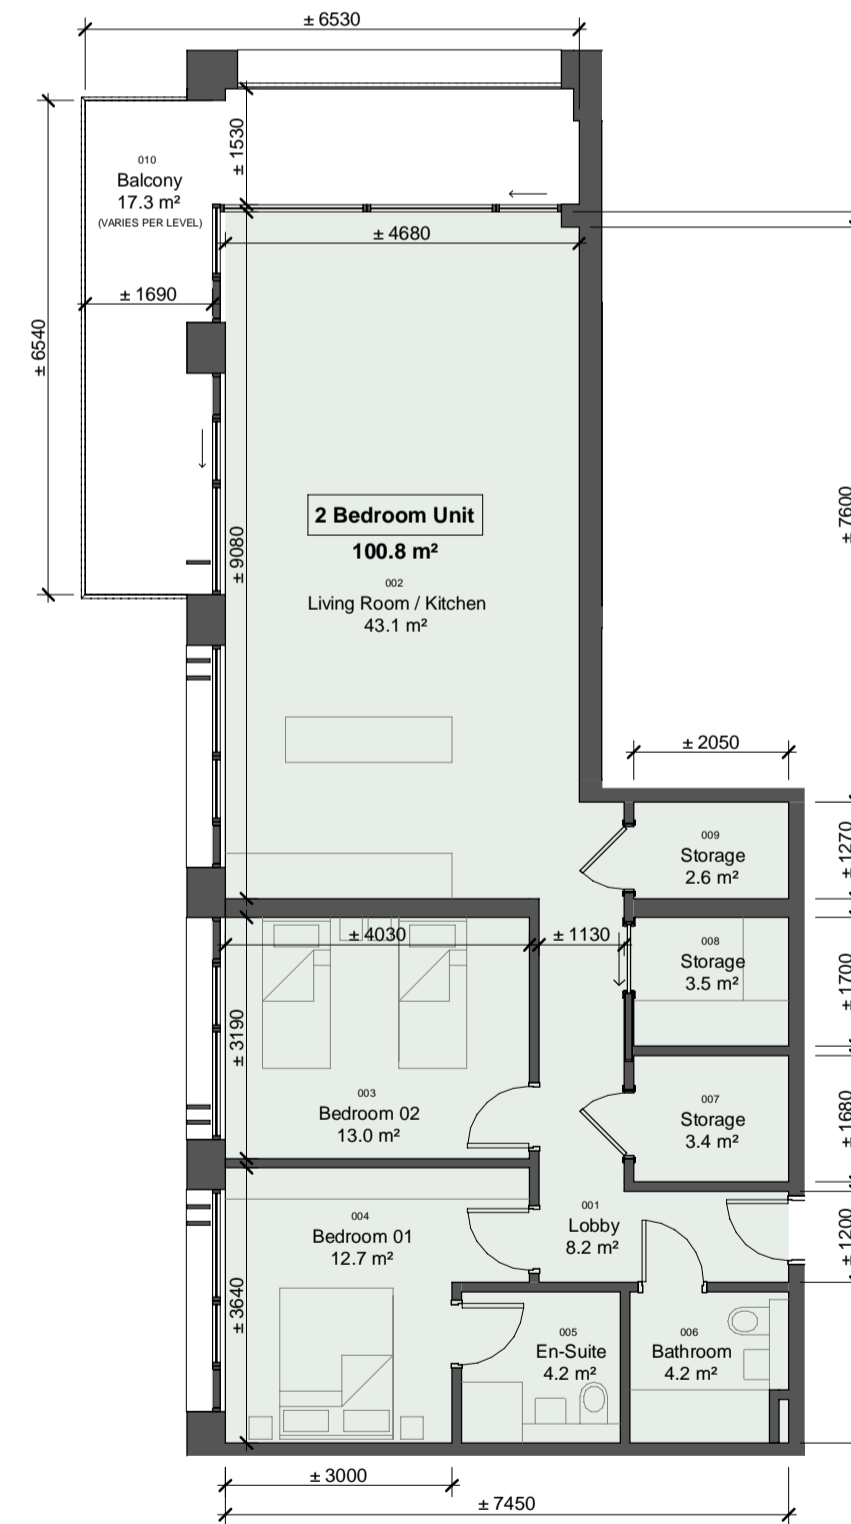 ± 6530
± 1530
010
Balcony
17.3 m²
(VARIES PER LEVEL)
± 4680
± 1690
± 6540
± 7600
2 Bedroom Unit
100.8 m²
± 9080
002
Living Room / Kitchen
43.1 m²
± 2050
009
Storage
2.6 m²
± 1270
± 4030
± 1130
008
Storage
3.5 m²
± 1700
± 3190
003
Bedroom 02
13.0 m²
007
Storage
3.4 m²
± 1680
004
Bedroom 01
12.7 m²
001
Lobby
8.2 m²
± 1200
± 3640
005
En-Suite
4.2 m²
006
Bathroom
4.2 m²
± 3000
± 7450